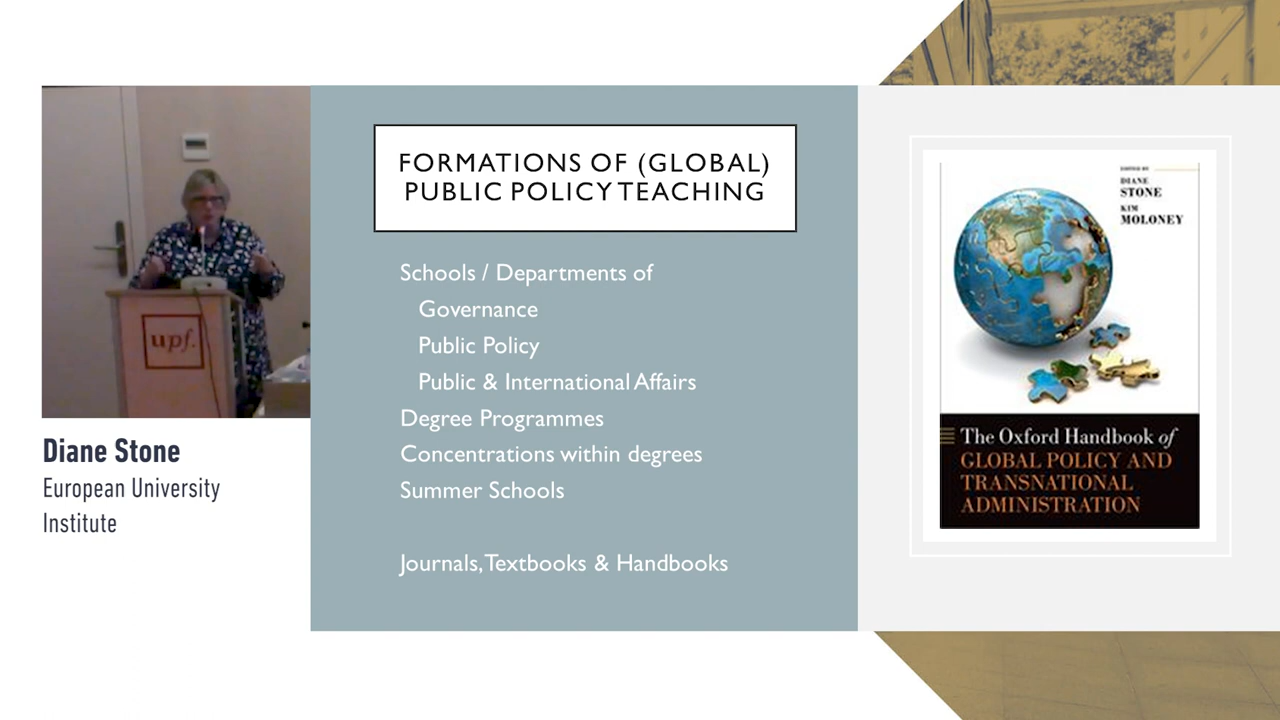 upf.
Diane Stone
European University
Institute
FORMATIONS OF (GLOBAL)
PUBLIC POLICY TEACHING
Schools / Departments of
Governance
Public Policy
Public & International Affairs
Degree Programmes
Concentrations within degrees
Summer Schools
Journals, Textbooks & Handbooks
EDITED BY
DIANE
STONE
KIM
MOLONEY
The Oxford Handbook of
GLOBAL POLICY AND
TRANSNATIONAL
ADMINISTRATION